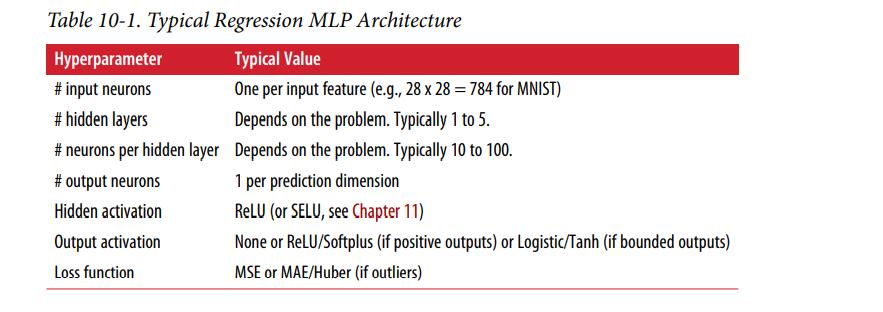 Table 10-1. Typical Regression MLP Architecture
Hyperparameter Typical Value
# input neurons One per input feature (e.g., 28 x 28 = 784 for MNIST)
# hidden layers Depends on the problem. Typically 1 to 5.
# neurons per hidden layer Depends on the problem. Typically 10 to 100.
# output neurons 1 per prediction dimension
Hidden activation ReLU (or SELU, see Chapter 11)
Output activation None or ReLU/Softplus (if positive outputs) or Logistic/Tanh (if bounded outputs)
Loss function MSE or MAE/Huber (if outliers)